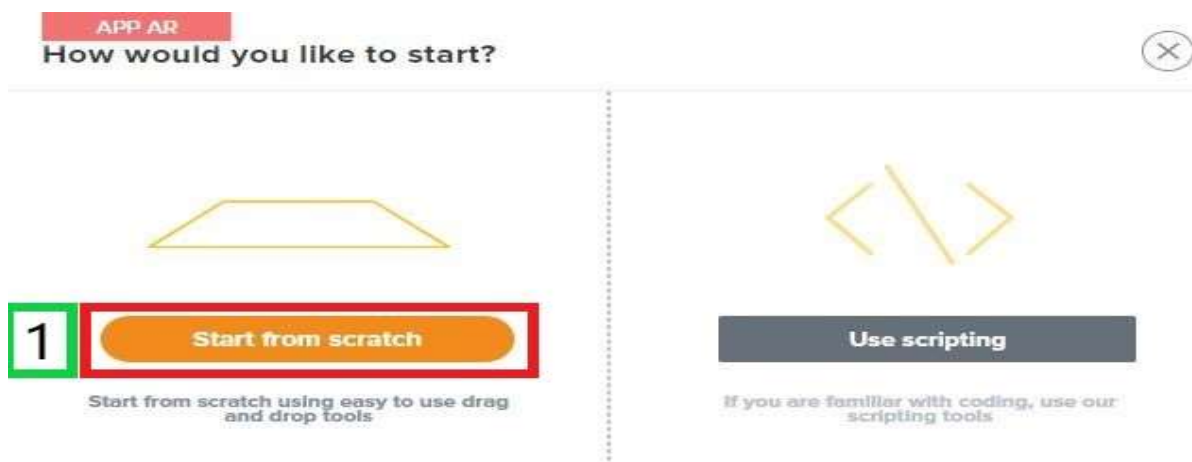 APP AR
How would you like to start?
1
Start from scratch
Start from scratch using easy to use drag
and drop tools
Use scripting
If you are familiar with coding, use our
scripting tools